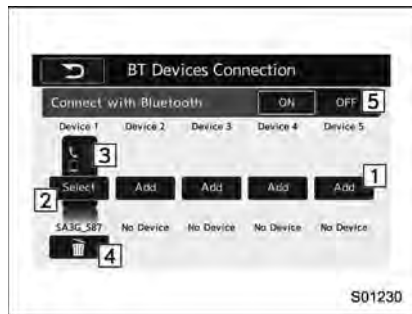 BT Devices Connection
Connect with Bluetooth ON OFF 5
Device 1 Device 2 Device 3 Device 4 Device 5
3
1
Select Add Add Add Add
2
SA3G_587 No Device No Device No Device No Device
4
S01230